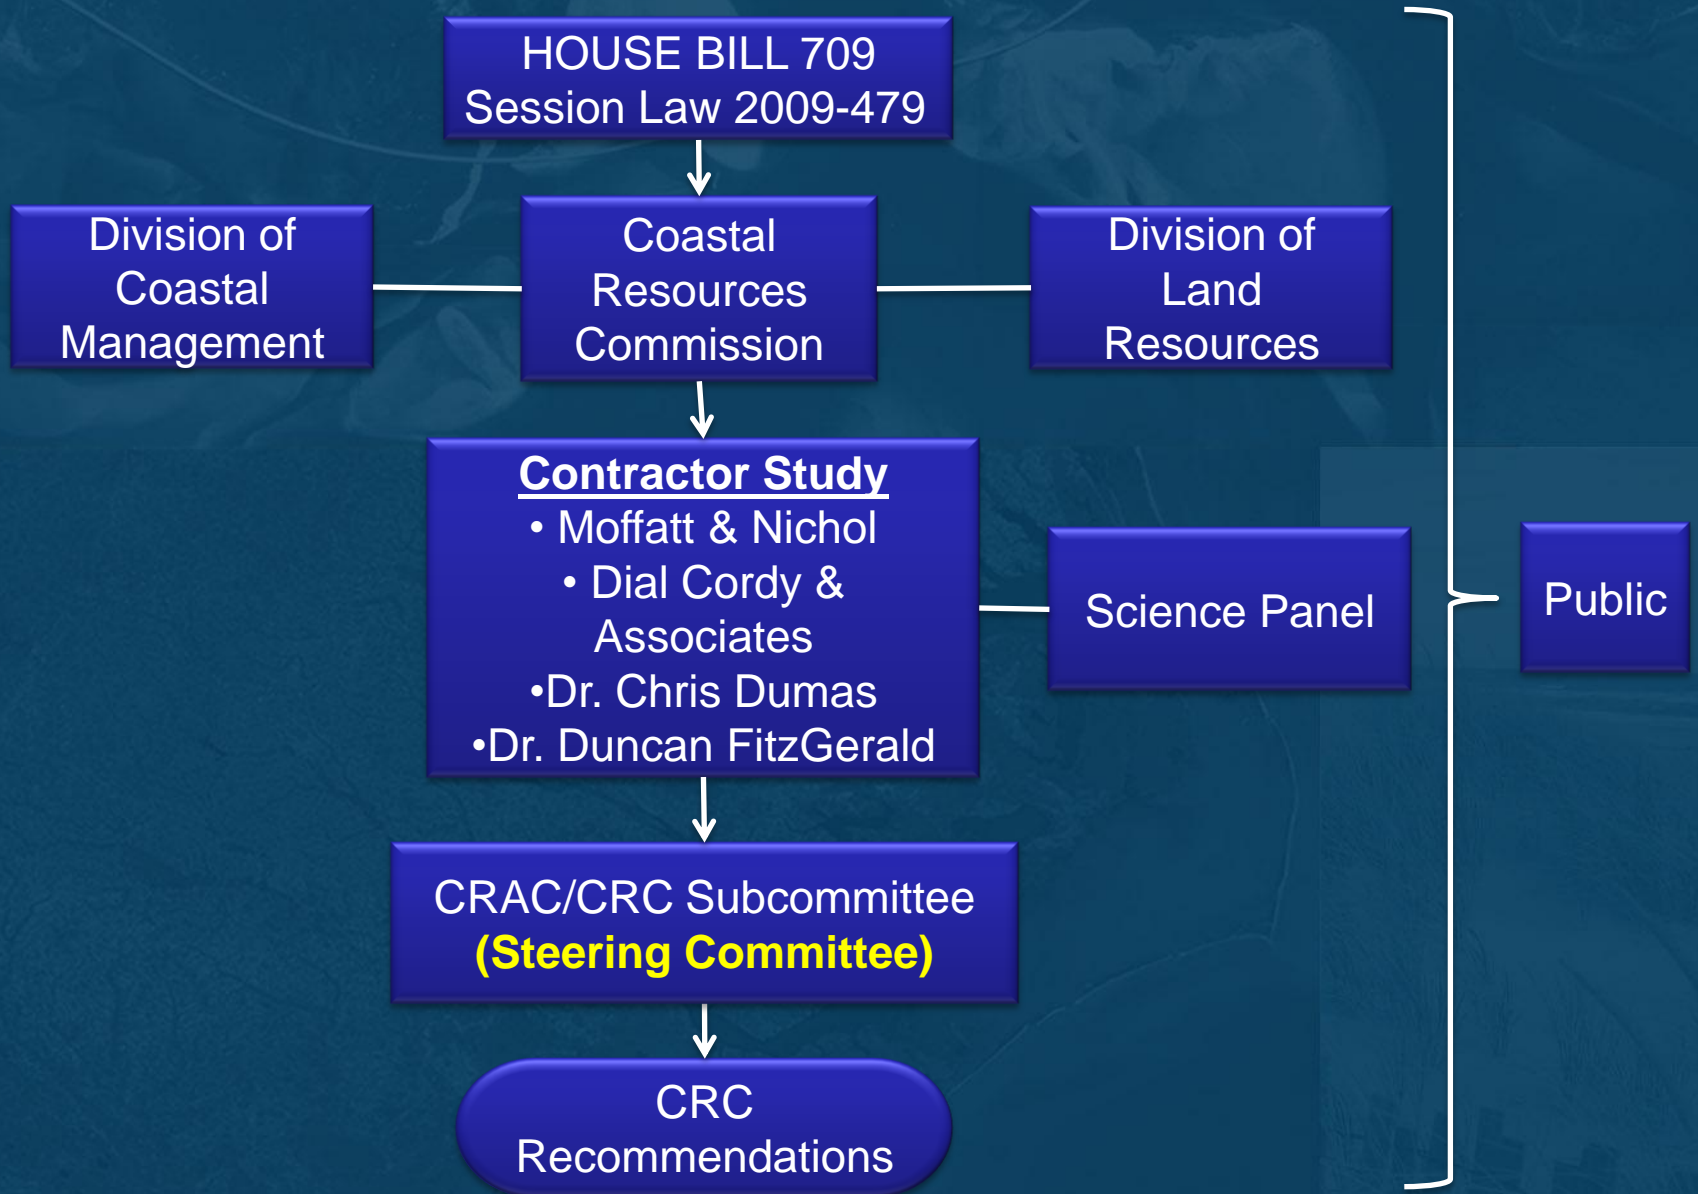 HOUSE BILL 709
Session Law 2009-479
Division of
Coastal
Management
Coastal
Resources
Commission
Division of
Land
Resources
Contractor Study
• Moffatt & Nichol
• Dial Cordy &
Associates
•Dr. Chris Dumas
•Dr. Duncan FitzGerald
Science Panel
Public
CRAC/CRC Subcommittee
(Steering Committee)
CRC
Recommendations